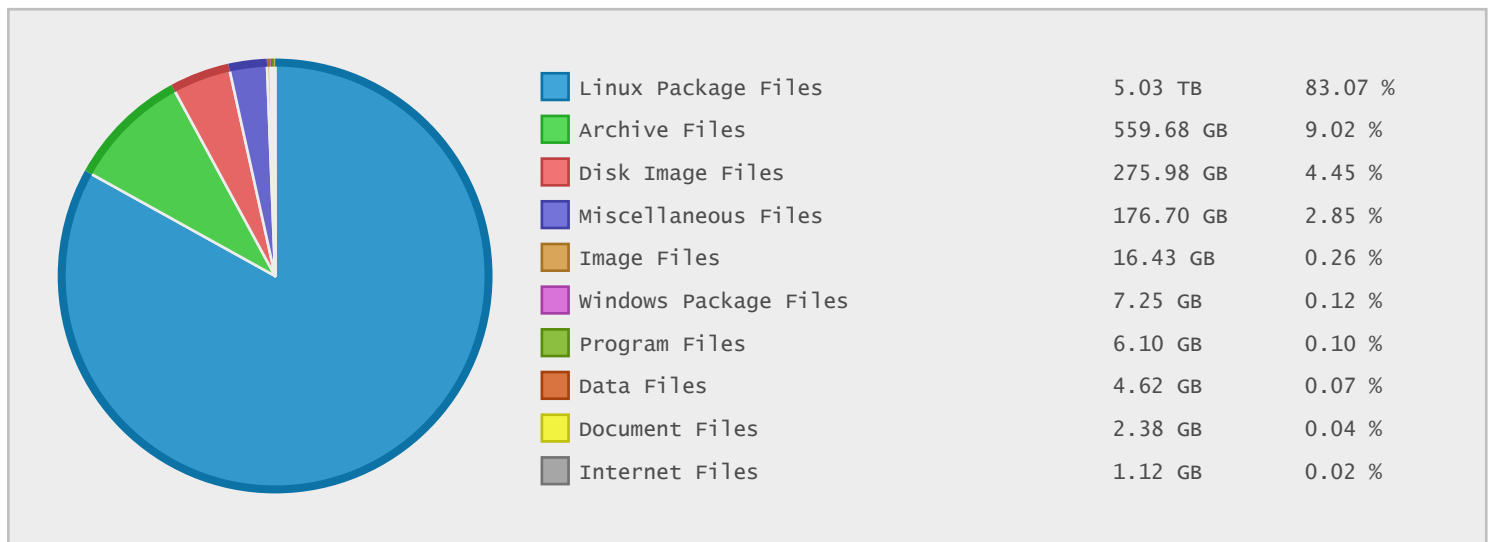 Linux Package Files 5.03 TB 83.07 %
Archive Files 559.68 GB 9.02 %
Disk Image Files 275.98 GB 4.45 %
Miscellaneous Files 176.70 GB 2.85 %
Image Files 16.43 GB 0.26 %
Windows Package Files 7.25 GB 0.12 %
Program Files 6.10 GB 0.10 %
Data Files 4.62 GB 0.07 %
Document Files 2.38 GB 0.04 %
Internet Files 1.12 GB 0.02 %